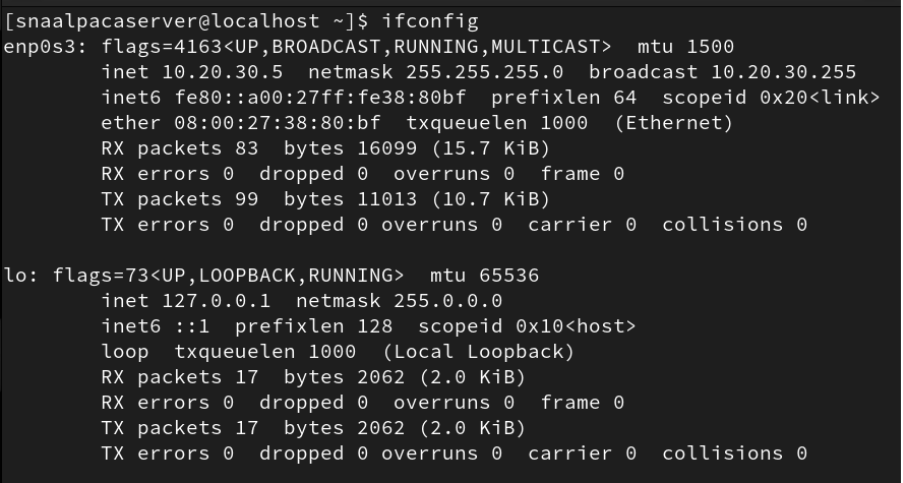 [snaalpacaserver@localhost ~]$ ifconfig
enp0s3: flags=4163<UP,BROADCAST,RUNNING,MULTICAST>  mtu 1500
        inet 10.20.30.5  netmask 255.255.255.0  broadcast 10.20.30.255
        inet6 fe80::a00:27ff:fe38:80bf  prefixlen 64  scopeid 0x20<link>
        ether 08:00:27:38:80:bf  txqueuelen 1000  (Ethernet)
        RX packets 83  bytes 16099 (15.7 KiB)
        RX errors 0  dropped 0  overruns 0  frame 0
        TX packets 99  bytes 11013 (10.7 KiB)
        TX errors 0  dropped 0 overruns 0  carrier 0  collisions 0

lo: flags=73<UP,LOOPBACK,RUNNING>  mtu 65536
        inet 127.0.0.1  netmask 255.0.0.0
        inet6 ::1  prefixlen 128  scopeid 0x10<host>
        loop  txqueuelen 1000  (Local Loopback)
        RX packets 17  bytes 2062 (2.0 KiB)
        RX errors 0  dropped 0  overruns 0  frame 0
        TX packets 17  bytes 2062 (2.0 KiB)
        TX errors 0  dropped 0 overruns 0  carrier 0  collisions 0